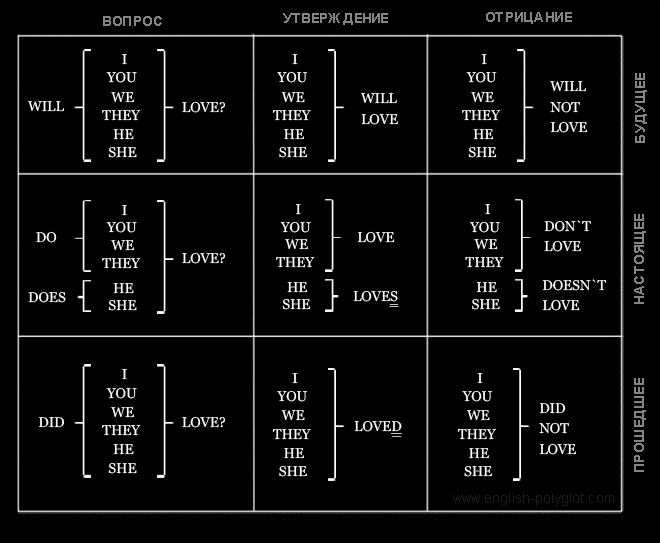 ВОПРОС
УТВЕРЖДЕНИЕ
ОТРИЦАНИЕ
WILL
I
YOU
WE
THEY
HE
SHE
LOVE?
I
YOU
WE
THEY
HE
SHE
WILL
LOVE
I
YOU
WE
THEY
HE
SHE
WILL
NOT
LOVE
БУДУЩЕЕ
DO
I
YOU
WE
THEY
DOES
HE
SHE
LOVE?
I
YOU
WE
THEY
LOVE
HE
SHE
LOVES
I
YOU
WE
THEY
DON`T
LOVE
HE
SHE
DOESN`T
LOVE
НАСТОЯЩЕЕ
DID
I
YOU
WE
THEY
HE
SHE
LOVE?
I
YOU
WE
THEY
HE
SHE
LOVED
I
YOU
WE
THEY
HE
SHE
DID
NOT
LOVE
ПРОШЕДШЕЕ
www.english-polyglot.com